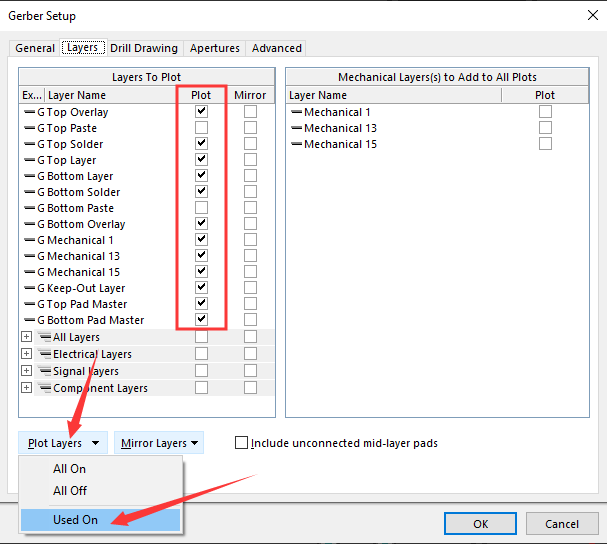 Gerber Setup
General Layers Drill Drawing Apertures Advanced
Layers To Plot
Ex... Layer Name Plot Mirror
G Top Overlay
G Top Paste
G Top Solder
G Top Layer
G Bottom Layer
G Bottom Solder
G Bottom Paste
G Bottom Overlay
G Mechanical 1
G Mechanical 13
G Mechanical 15
G Keep-Out Layer
G Top Pad Master
G Bottom Pad Master
All Layers
Electrical Layers
Signal Layers
Component Layers
Mechanical Layers(s) to Add to All Plots
Layer Name Plot
Mechanical 1
Mechanical 13
Mechanical 15
Plot Layers Mirror Layers Include unconnected mid-layer pads
All On
All Off
Used On
OK Cancel